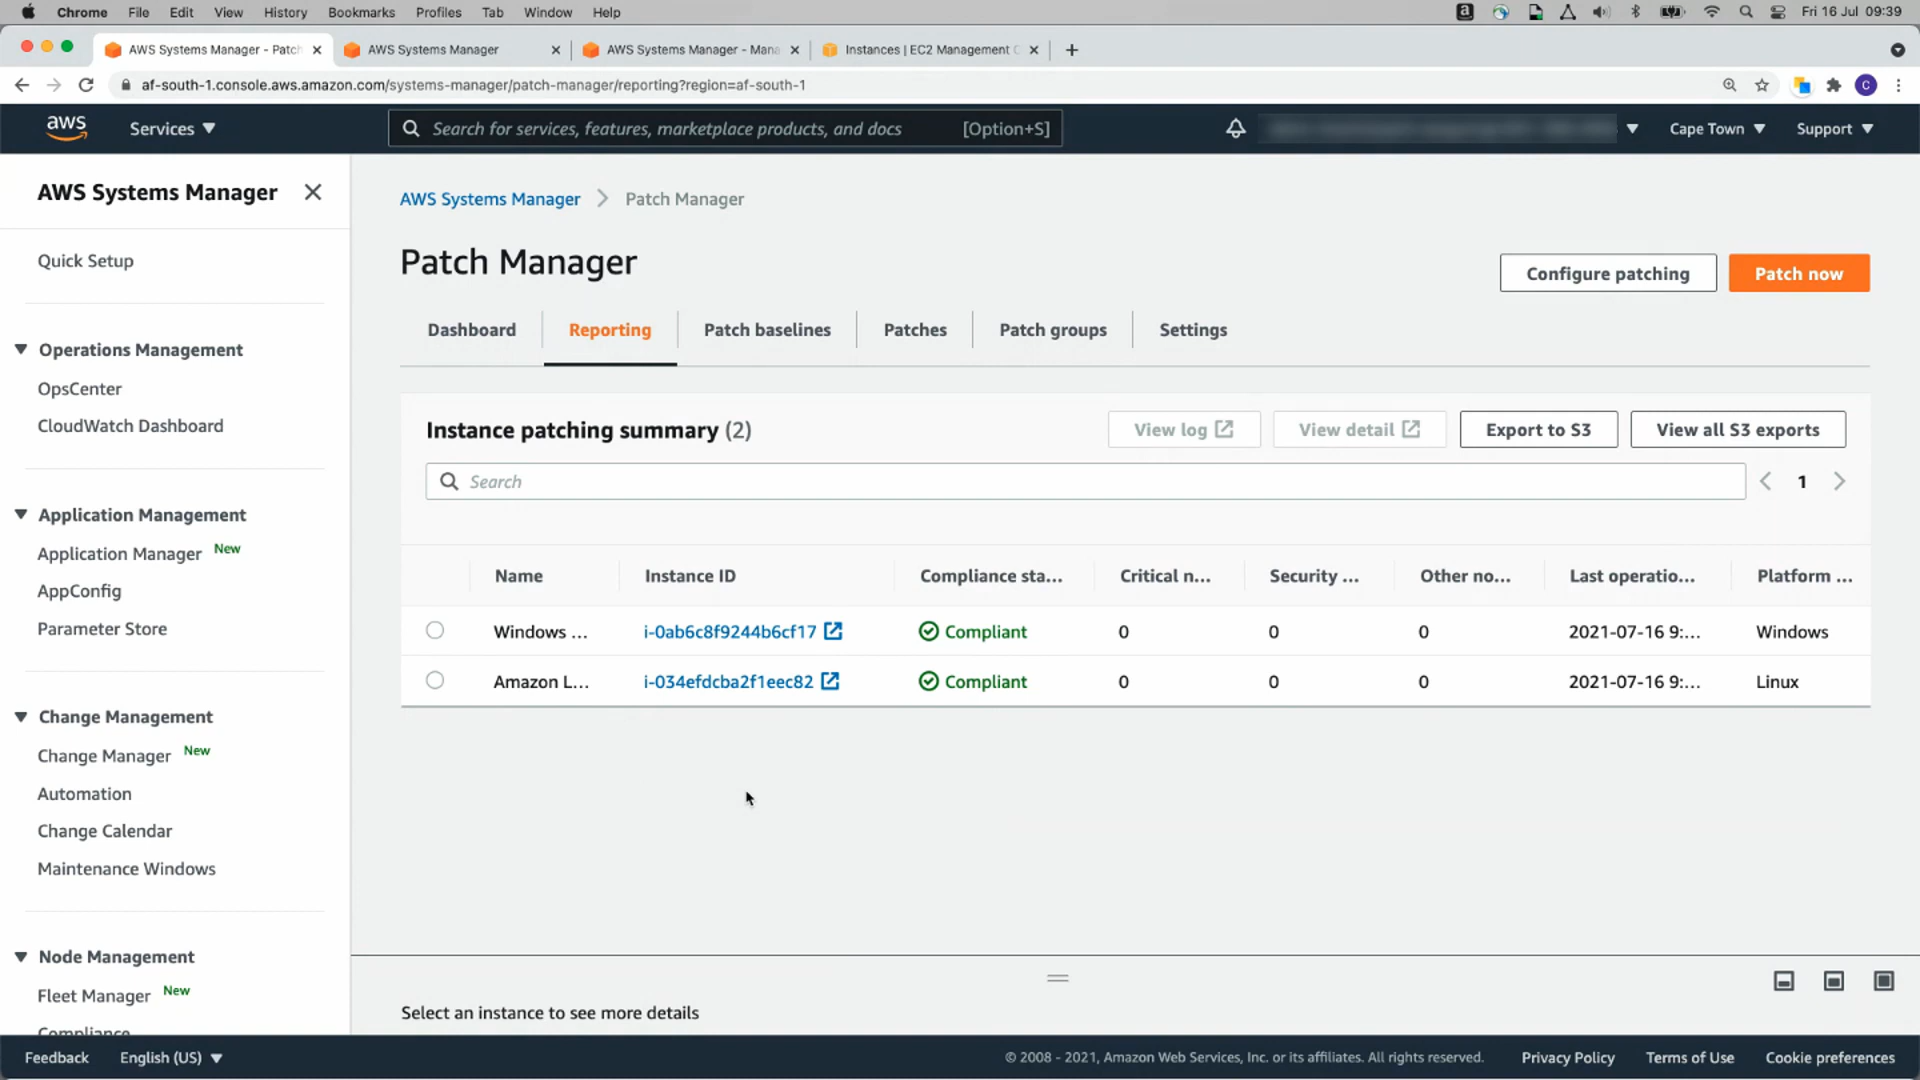 Chrome File Edit View History Bookmarks Profiles Tab Window Help Fri 16 Jul 09:39
AWS Systems Manager - Patch AWS Systems Manager AWS Systems Manager - Mana Instances | EC2 Management C
af-south-1.console.aws.amazon.com/systems-manager/patch-manager/reporting?region=af-south-1 C
aws Services Search for services, features, marketplace products, and docs [Option+S] Cape Town Support
AWS Systems Manager
Quick Setup
Operations Management
OpsCenter
CloudWatch Dashboard
Application Management
Application Manager New
AppConfig
Parameter Store
Change Management
Change Manager New
Automation
Change Calendar
Maintenance Windows
Node Management
Fleet Manager New
Compliance
AWS Systems Manager Patch Manager
Patch Manager
Configure patching Patch now
Dashboard Reporting Patch baselines Patches Patch groups Settings
Instance patching summary (2) View log View detail Export to S3 View all S3 exports
Search 1
Name Instance ID Compliance sta... Critical n... Security ... Other no... Last operatio... Platform ...
Windows ... i-0ab6c8f9244b6cf17 Compliant 0 0 0 2021-07-16 9:... Windows
Amazon L... i-034efdcba2f1eec82 Compliant 0 0 0 2021-07-16 9:... Linux
Select an instance to see more details
Feedback English (US) © 2008 - 2021, Amazon Web Services, Inc. or its affiliates. All rights reserved. Privacy Policy Terms of Use Cookie preferences